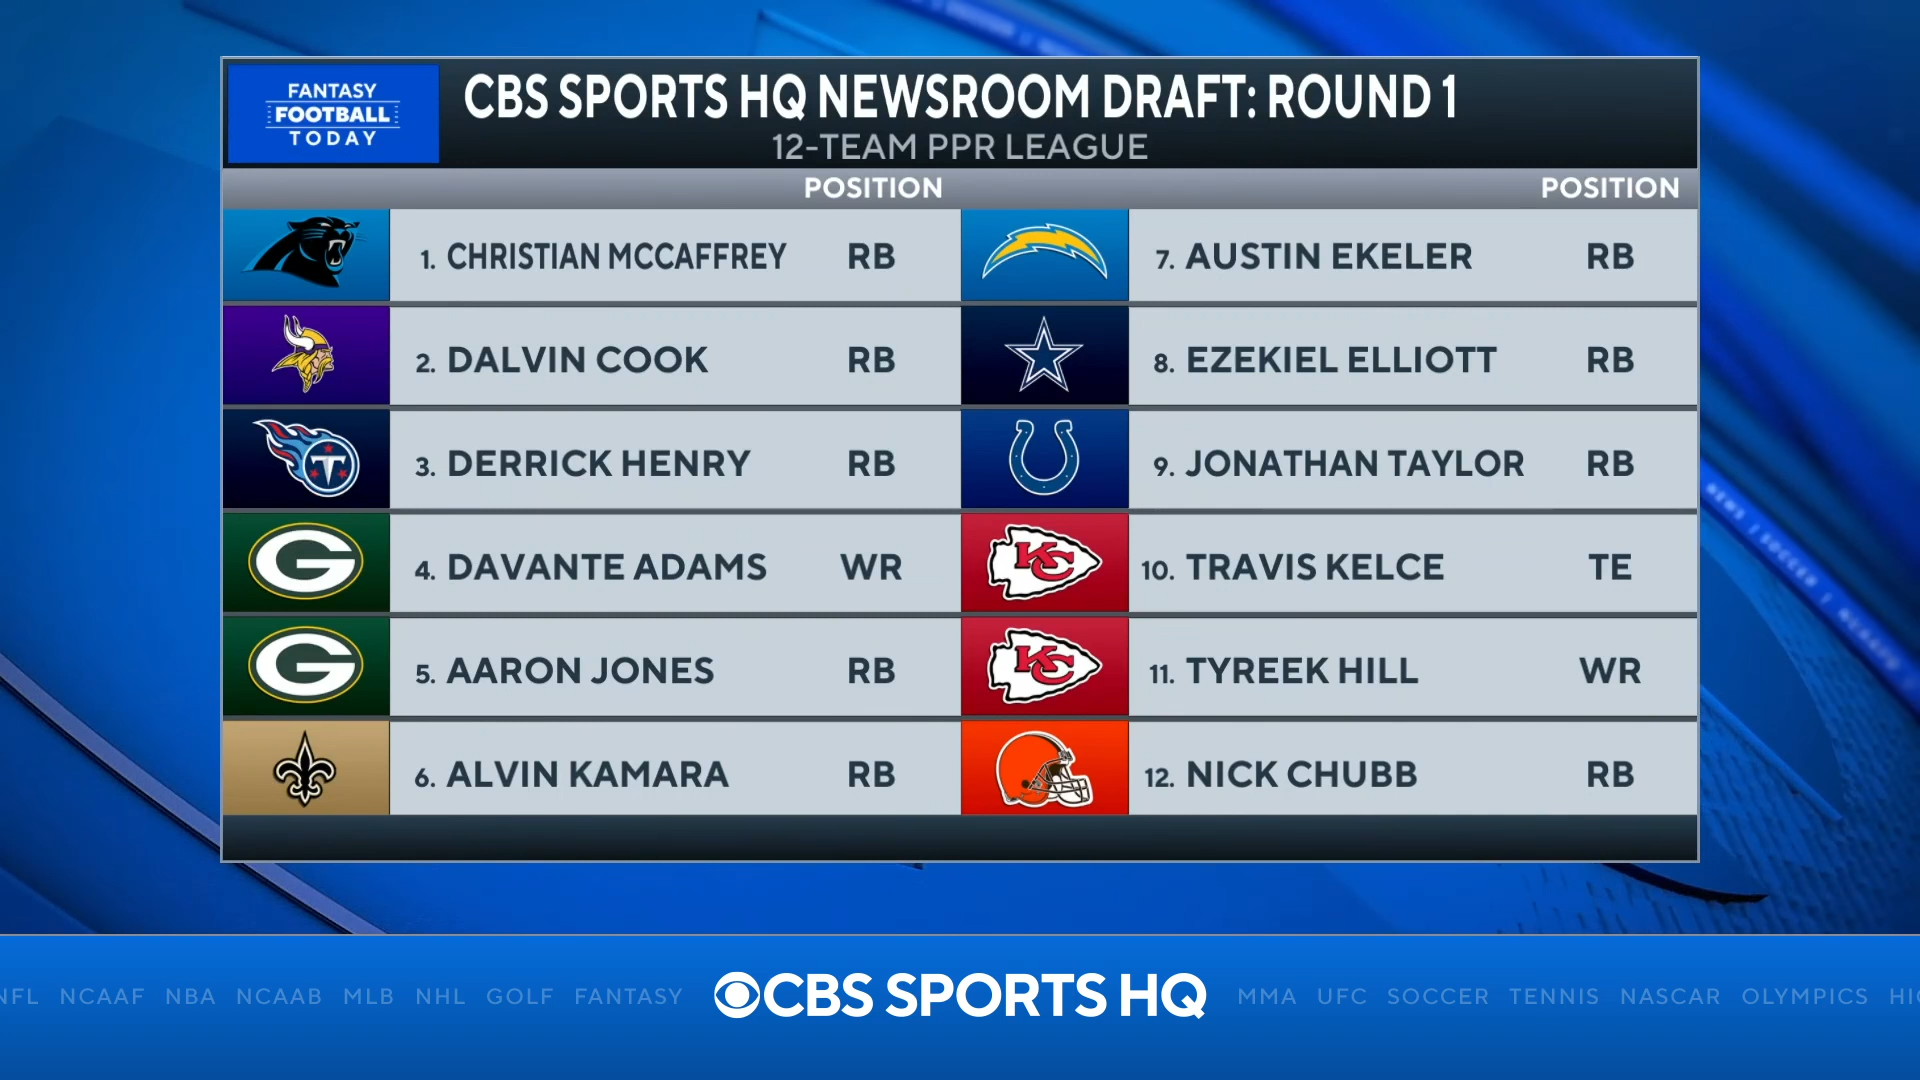 FANTASY
FOOTBALL
TODAY
CBS SPORTS HQ NEWSROOM DRAFT: ROUND 1
12-TEAM PPR LEAGUE
POSITION POSITION
1. CHRISTIAN MCCAFFREY RB
2. DALVIN COOK RB
3. DERRICK HENRY RB
4. DAVANTE ADAMS WR
5. AARON JONES RB
6. ALVIN KAMARA RB
7. AUSTIN EKELER RB
8. EZEKIEL ELLIOTT RB
9. JONATHAN TAYLOR RB
10. TRAVIS KELCE TE
11. TYREEK HILL WR
12. NICK CHUBB RB
T
G
G
KC
KC
NEWS / SOCCER /
NFL NCAAF NBA NCAAB MLB NHL GOLF FANTASY CBS SPORTS HQ MMA UFC SOCCER TENNIS NASCAR OLYMPICS